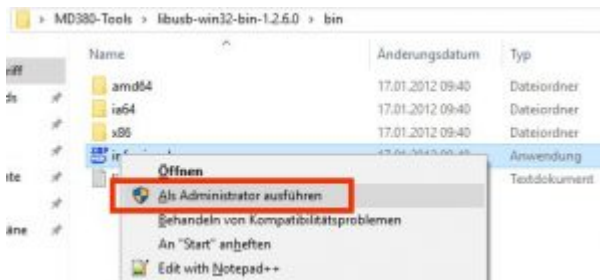 MD380-Tools › libusb-win32-bin-1.2.6.0 › bin
Name Änderungsdatum Typ
amd64 17.01.2012 09:40 Dateiordner
ia64 17.01.2012 09:40 Dateiordner
x86 17.01.2012 09:40 Dateiordner
Anwendung
Öffnen Textdokument
Als Administrator ausführen
Behandeln von Kompatibilitätsproblemen
An "Start" anheften
Edit with Notepad++